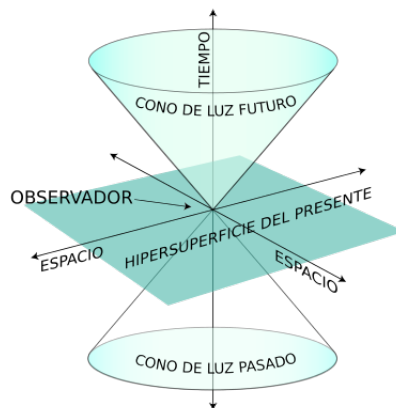 TIEMPO
CONO DE LUZ FUTURO
OBSERVADOR
HIPERSUPERFICIE DEL PRESENTE
ESPACIO
ESPACIO
CONO DE LUZ PASADO